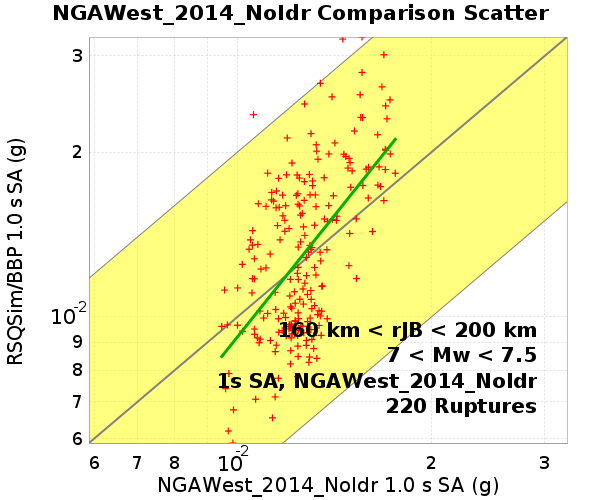 NGAWest_2014_NoIdr Comparison Scatter
3
2
10-2
9
8
7
6
RSQSim/BBP 1.0 s SA (g)
160 km < rJB < 200 km
7 < Mw < 7.5
1s SA, NGAWest_2014_NoIdr
220 Ruptures
6 7 8 10-2 2 3
NGAWest_2014_NoIdr 1.0 s SA (g)